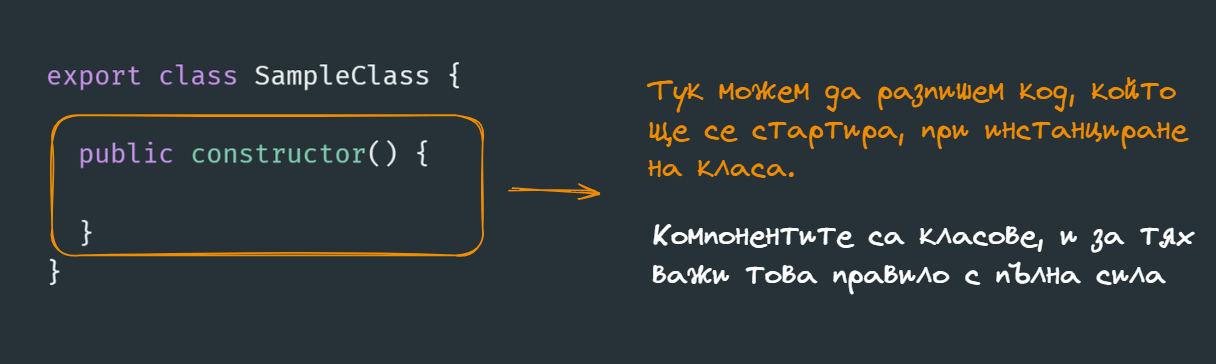 export class SampleClass {
public constructor() {
}
}
Тук можем да разпишем код, който
ще се стартира, при инстанциране
на класа.
Компонентите са класове, и за тях
важи това правило с пълна сила